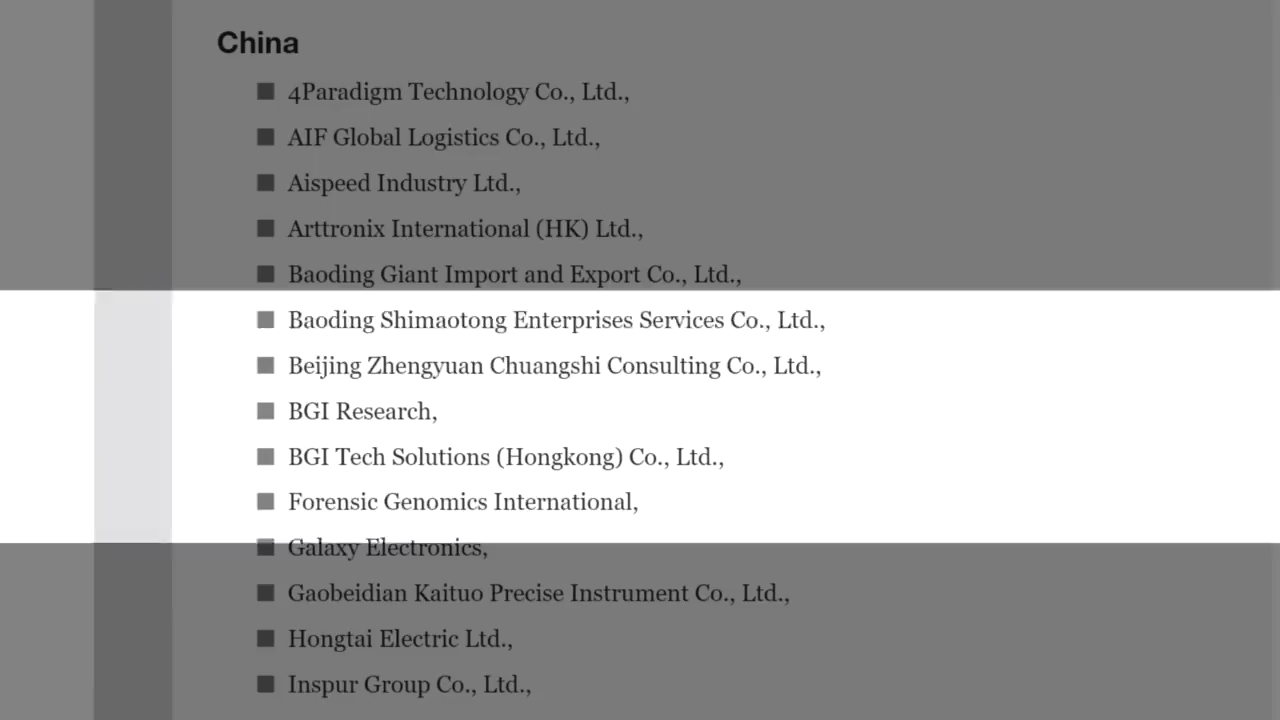 China
4Paradigm Technology Co., Ltd.,
AIF Global Logistics Co., Ltd.,
Aispeed Industry Ltd.,
Arttronix International (HK) Ltd.,
Baoding Giant Import and Export Co., Ltd.,
Baoding Shimaotong Enterprises Services Co., Ltd.,
Beijing Zhengyuan Chuangshi Consulting Co., Ltd.,
BGI Research,
BGI Tech Solutions (Hongkong) Co., Ltd.,
Forensic Genomics International,
Galaxy Electronics,
Gaobeidian Kaituo Precise Instrument Co., Ltd.,
Hongtai Electric Ltd.,
Inspur Group Co., Ltd.,